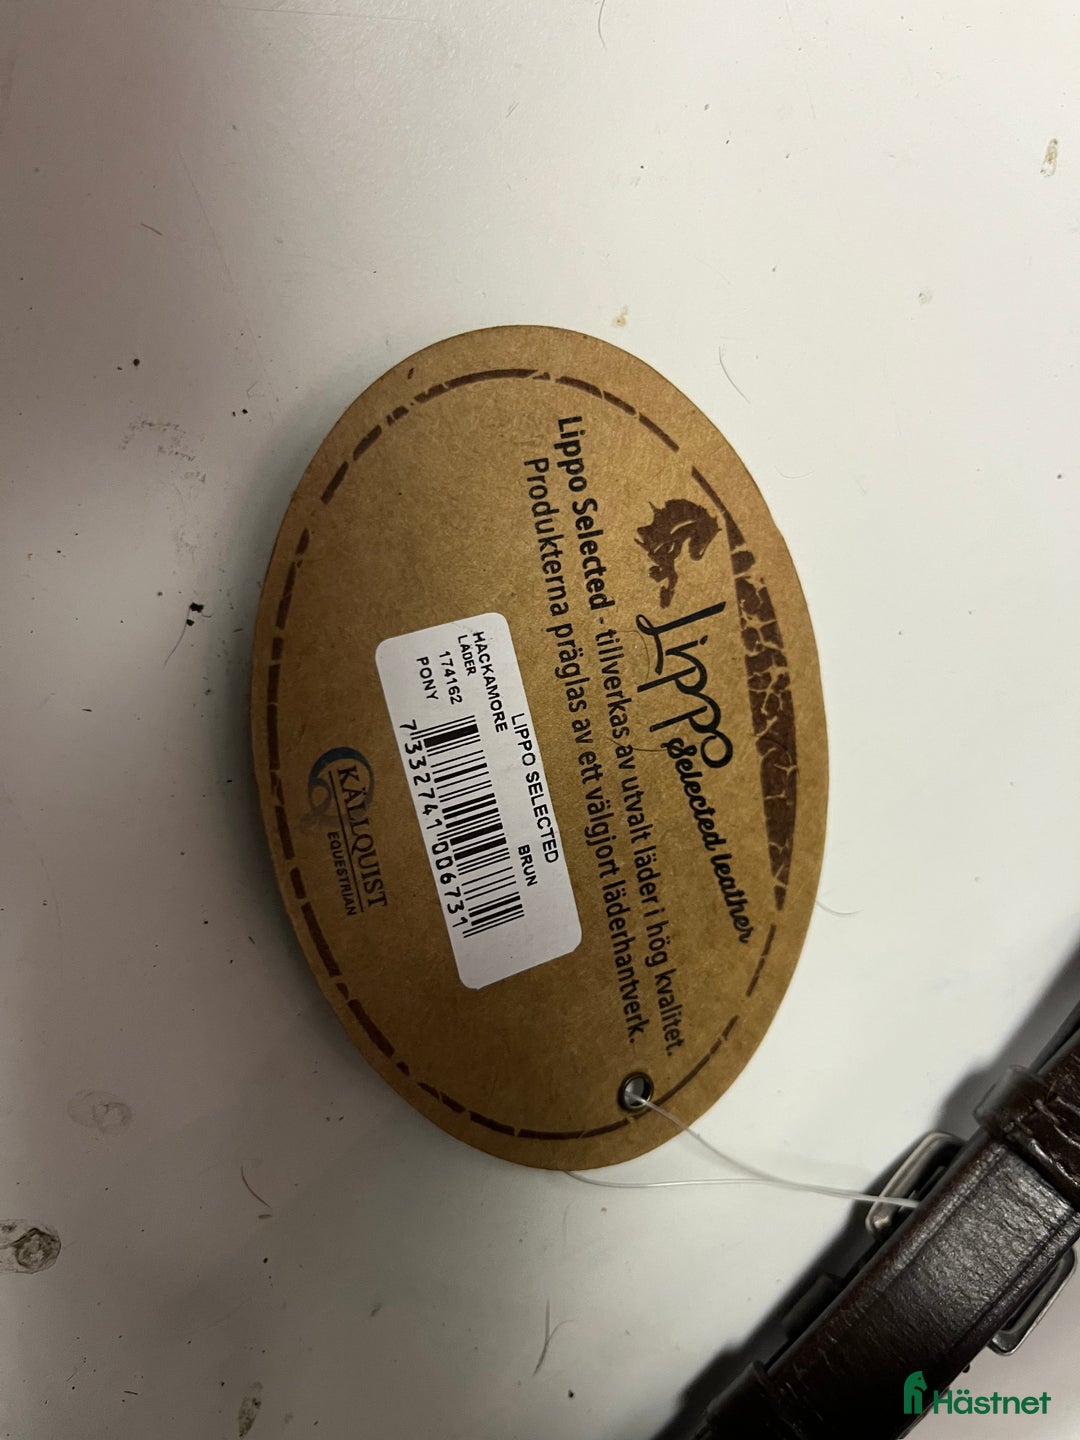 Lippo
Selected leather
Lippo Selected - tillverkas av utvalt läder i hög kvalitet.
Produkterna präglas av ett välgjort läderhantverk.
LIPPO SELECTED
HACKAMORE BRUN
LÄDER
174162
PONY
7332741006731
KÄLLQUIST
EQUESTRIAN
Hästnet